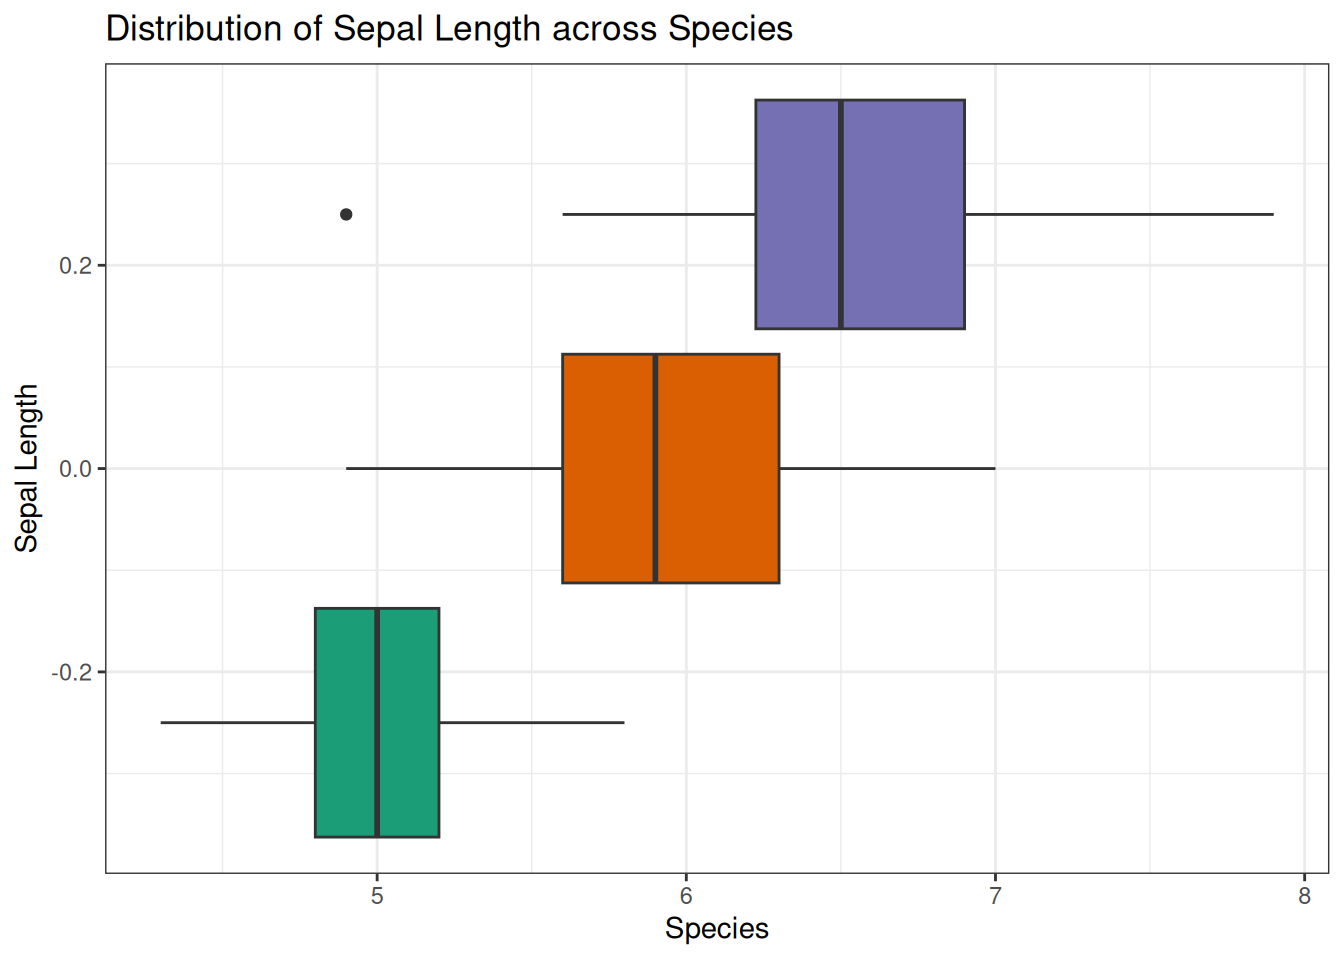 Distribution of Sepal Length across Species
Sepal Length
0.2
0.0
-0.2
5 6 7 8
Species